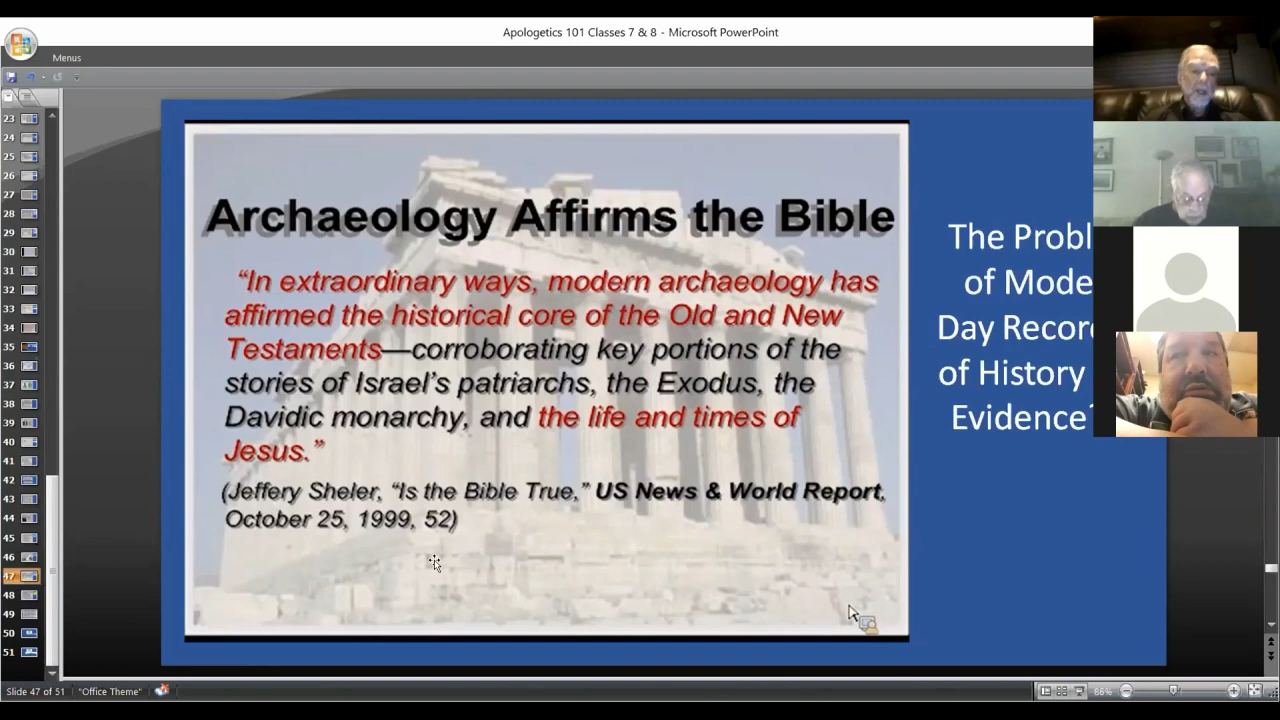 Apologetics 101 Classes 7 & 8 - Microsoft PowerPoint
Menus
23
24
25
26
27
28
29
30
31
32
33
34
35
36
37
38
39
40
41
42
43
44
45
46
47
48
49
50
51
Archaeology Affirms the Bible
“In extraordinary ways, modern archaeology has
affirmed the historical core of the Old and New
Testaments—corroborating key portions of the
stories of Israel’s patriarchs, the Exodus, the
Davidic monarchy, and the life and times of
Jesus.”
(Jeffery Sheler, “Is the Bible True,” US News & World Report,
October 25, 1999, 52)
The Probl
of Mode
Day Recor
of History
Evidence?
Slide 47 of 51
"Office Theme"
86%